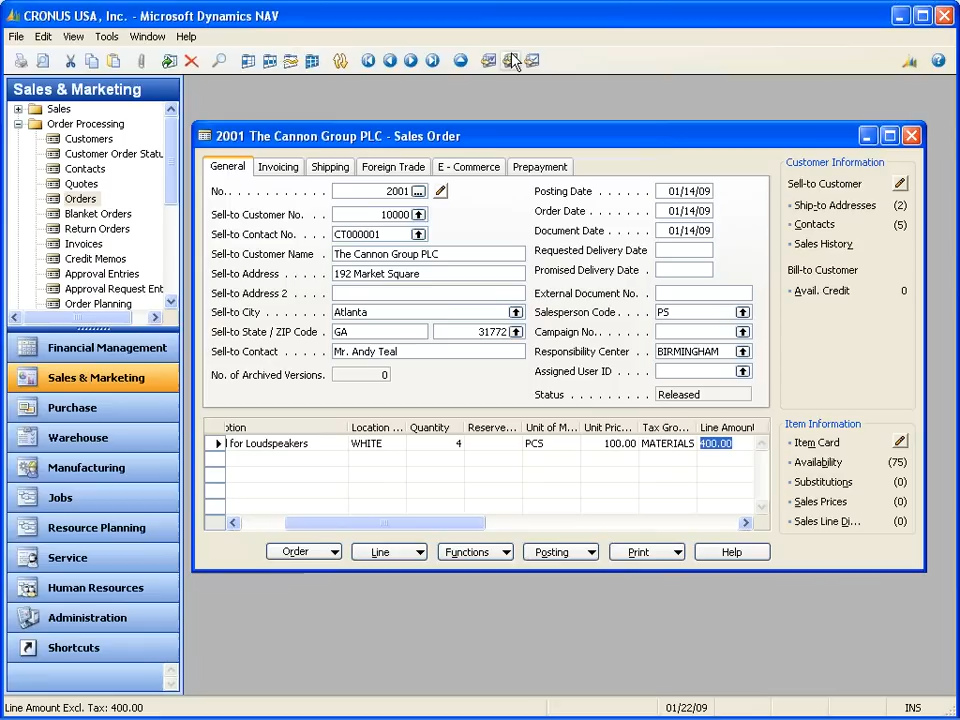 CRONUS USA, Inc. - Microsoft Dynamics NAV
File Edit View Tools Window Help
Sales & Marketing
Sales
Order Processing
Customers
Customer Order Statu
Contacts
Quotes
Orders
Blanket Orders
Return Orders
Invoices
Credit Memos
Approval Entries
Approval Request Ent
Order Planning
Financial Management
Sales & Marketing
Purchase
Warehouse
Manufacturing
Jobs
Resource Planning
Service
Human Resources
Administration
Shortcuts
2001 The Cannon Group PLC - Sales Order
General Invoicing Shipping Foreign Trade E - Commerce Prepayment
No. 2001
Sell-to Customer No. 10000
Sell-to Contact No. CT000001
Sell-to Customer Name The Cannon Group PLC
Sell-to Address 192 Market Square
Sell-to Address 2
Sell-to City Atlanta
Sell-to State / ZIP Code GA 31772
Sell-to Contact Mr. Andy Teal
No. of Archived Versions. 0
Posting Date 01/14/09
Order Date 01/14/09
Document Date 01/14/09
Requested Delivery Date
Promised Delivery Date
External Document No.
Salesperson Code PS
Campaign No.
Responsibility Center BIRMINGHAM
Assigned User ID
Status Released
otion Location ... Quantity Reserve... Unit of M... Unit Pric... Tax Gro... Line Amount
for Loudspeakers WHITE 4 PCS 100.00 MATERIALS 400.00
Order Line Functions Posting Print Help
Customer Information
Sell-to Customer
Ship-to Addresses (2)
Contacts (5)
Sales History
Bill-to Customer
Avail. Credit 0
Item Information
Item Card
Availability (75)
Substitutions (0)
Sales Prices (0)
Sales Line Di... (0)
Line Amount Excl. Tax: 400.00 01/22/09 INS